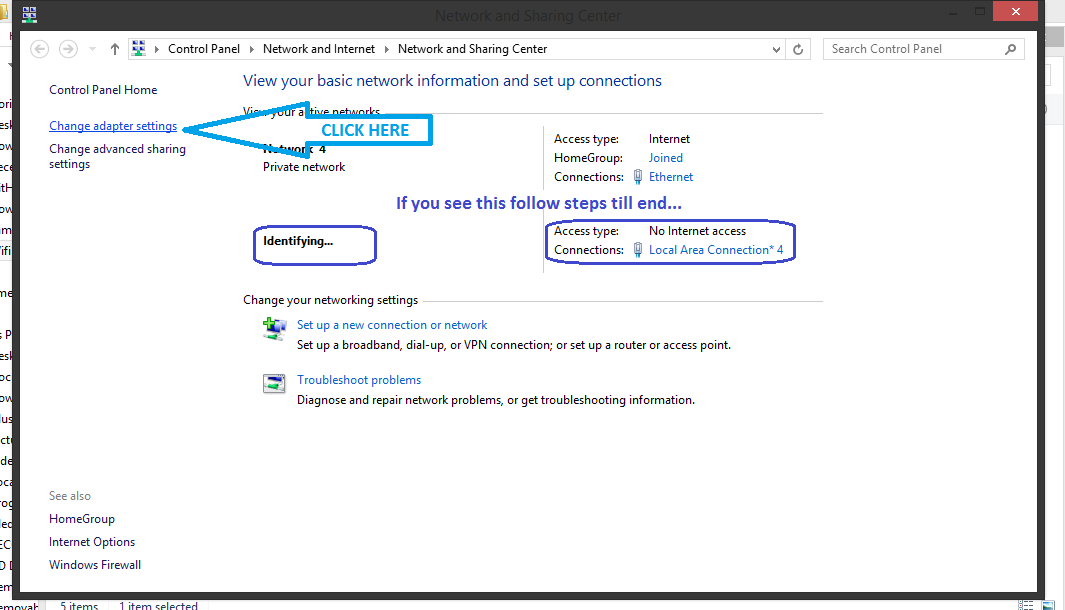 Network and Sharing Center
Control Panel
Network and Internet
Network and Sharing Center
Search Control Panel
Control Panel Home
Change adapter settings
Change advanced sharing
settings
View your basic network information and set up connections
View your active networks
CLICK HERE
Network 4
Private network
Access type: Internet
HomeGroup: Joined
Connections: Ethernet
If you see this follow steps till end...
Identifying...
Access type: No Internet access
Connections: Local Area Connection* 4
Change your networking settings
Set up a new connection or network
Set up a broadband, dial-up, or VPN connection; or set up a router or access point.
Troubleshoot problems
Diagnose and repair network problems, or get troubleshooting information.
See also
HomeGroup
Internet Options
Windows Firewall
5 items 1 item selected